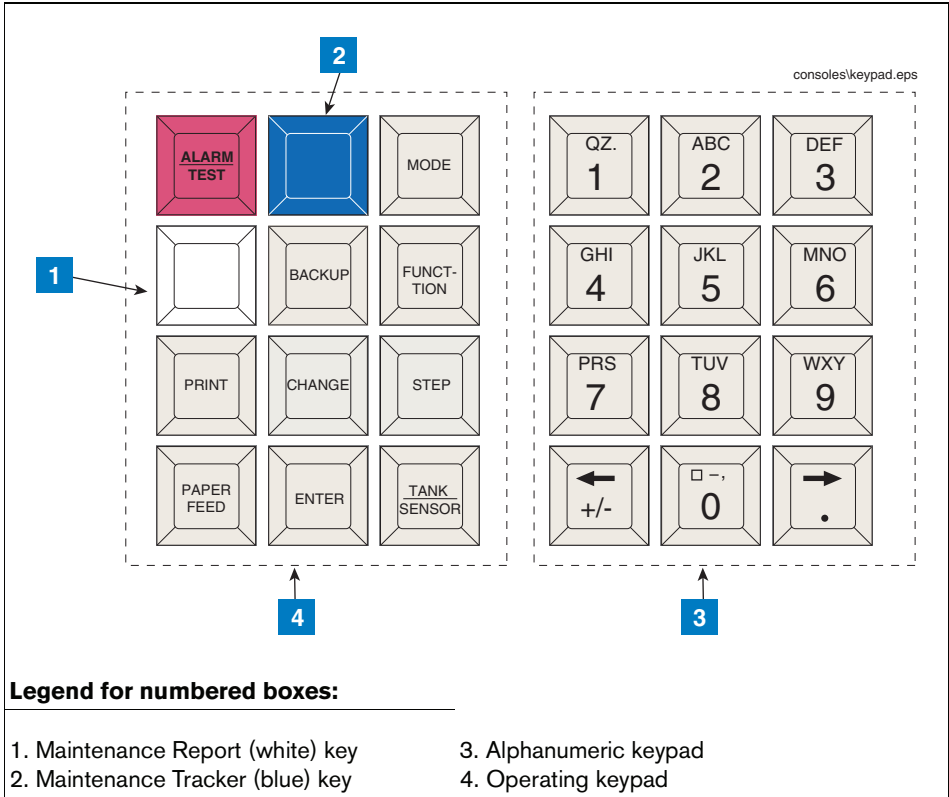 2
consoles\keypad.eps
ALARM
TEST
MODE
1
BACKUP
FUNCT-
TION
PRINT
CHANGE
STEP
PAPER
FEED
ENTER
TANK
SENSOR
4
QZ.
1
ABC
2
DEF
3
GHI
4
JKL
5
MNO
6
PRS
7
TUV
8
WXY
9
+/-
–,
0
.
3
Legend for numbered boxes:
1. Maintenance Report (white) key
2. Maintenance Tracker (blue) key
3. Alphanumeric keypad
4. Operating keypad